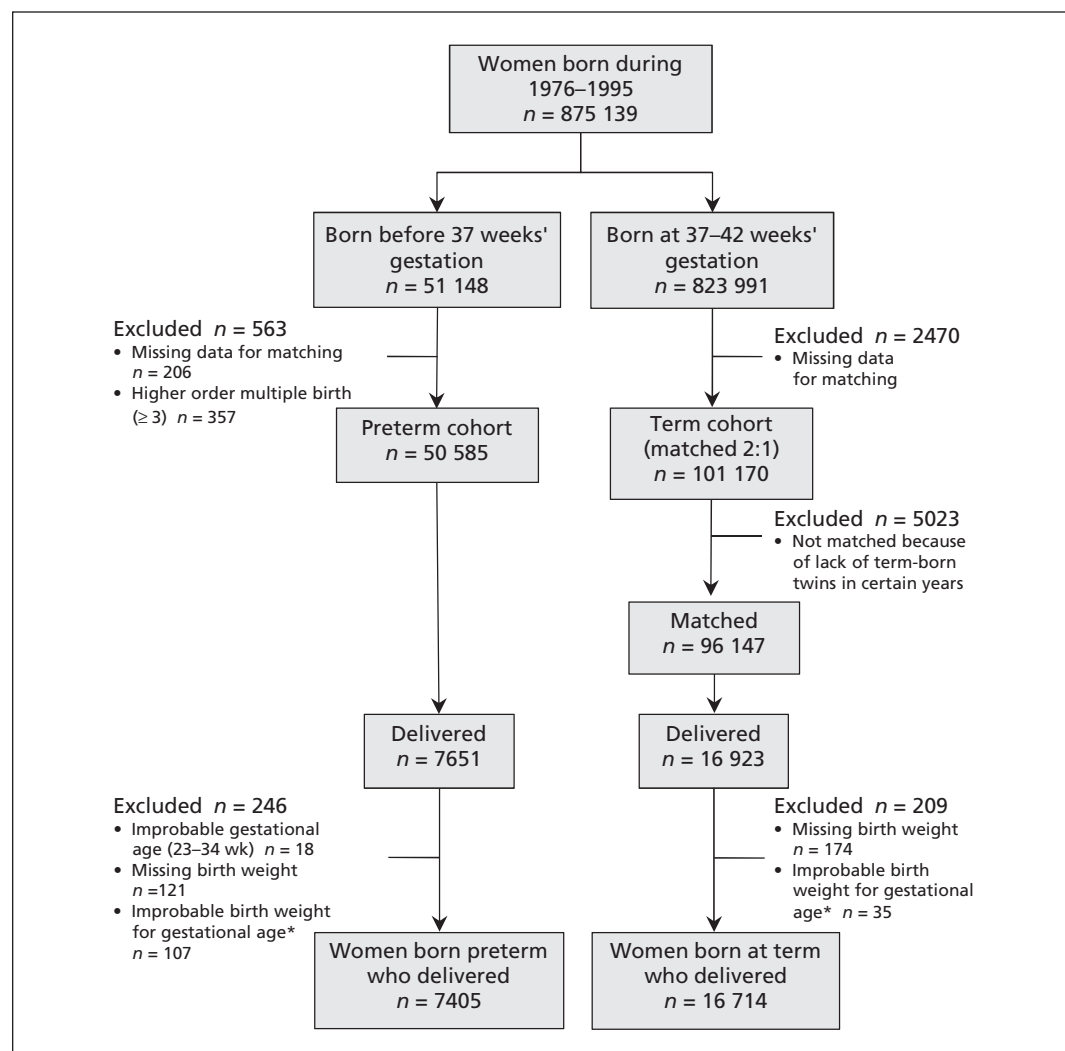 Women born during
1976–1995
n = 875 139
Born before 37 weeks'
gestation
n = 51 148
Born at 37–42 weeks'
gestation
n = 823 991
Excluded n = 563
• Missing data for matching
n = 206
• Higher order multiple birth
(≥ 3) n = 357
Excluded n = 2470
• Missing data
for matching
Preterm cohort
n = 50 585
Term cohort
(matched 2:1)
n = 101 170
Excluded n = 5023
• Not matched because
of lack of term-born
twins in certain years
Matched
n = 96 147
Delivered
n = 7651
Delivered
n = 16 923
Excluded n = 246
• Improbable gestational
age (23–34 wk) n = 18
• Missing birth weight
n =121
• Improbable birth weight
for gestational age*
n = 107
Excluded n = 209
• Missing birth weight
n = 174
• Improbable birth
weight for gestational
age* n = 35
Women born preterm
who delivered
n = 7405
Women born at term
who delivered
n = 16 714